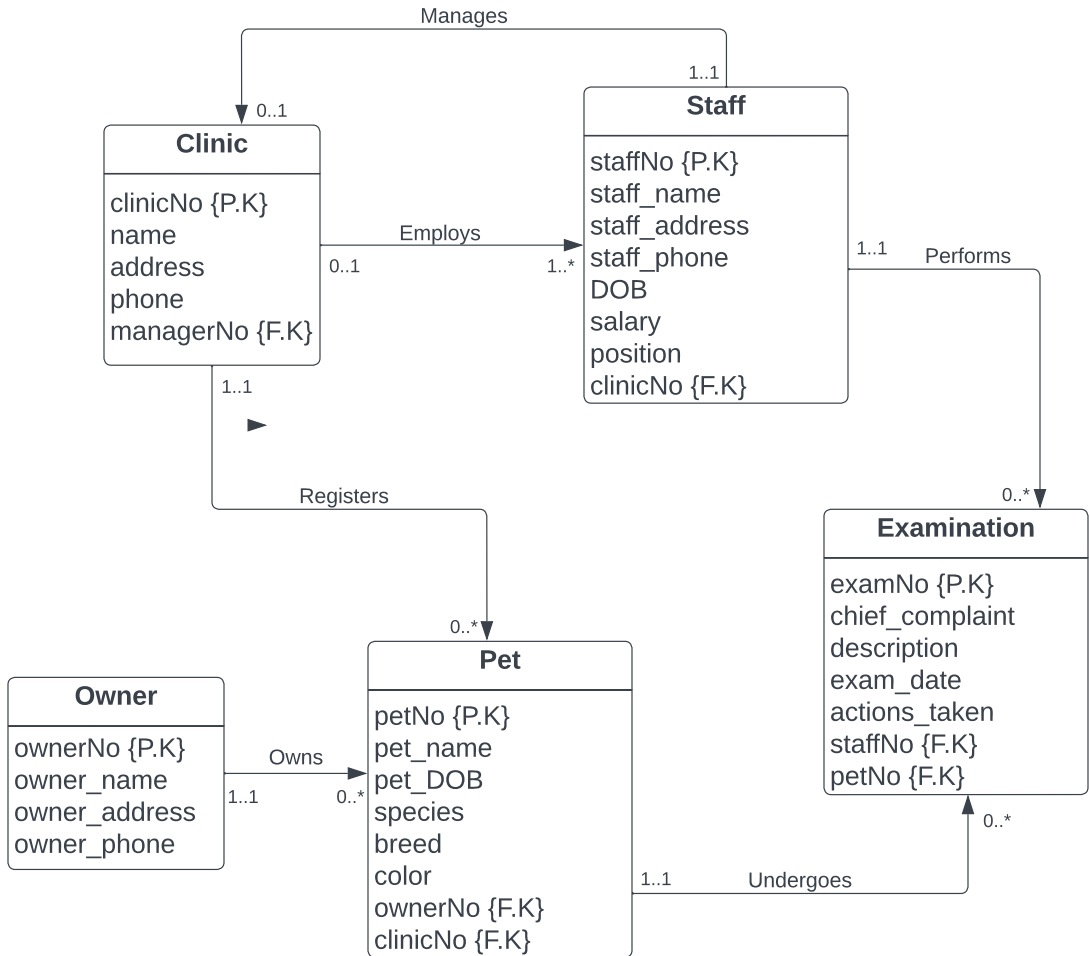 Manages
1..1
0..1
Staff
Clinic
staffNo {P.K}
staff_name
staff_address
staff_phone
DOB
salary
position
clinicNo {F.K}
clinicNo {P.K}
name
address
phone
managerNo {F.K}
Employs
0..1
1..*
1..1
Performs
1..1
Registers
0..*
0..*
Examination
examNo {P.K}
chief_complaint
description
exam_date
actions_taken
staffNo {F.K}
petNo {F.K}
Pet
petNo {P.K}
pet_name
pet_DOB
species
breed
color
ownerNo {F.K}
clinicNo {F.K}
Owner
ownerNo {P.K}
owner_name
owner_address
owner_phone
Owns
1..1
0..*
0..*
1..1
Undergoes